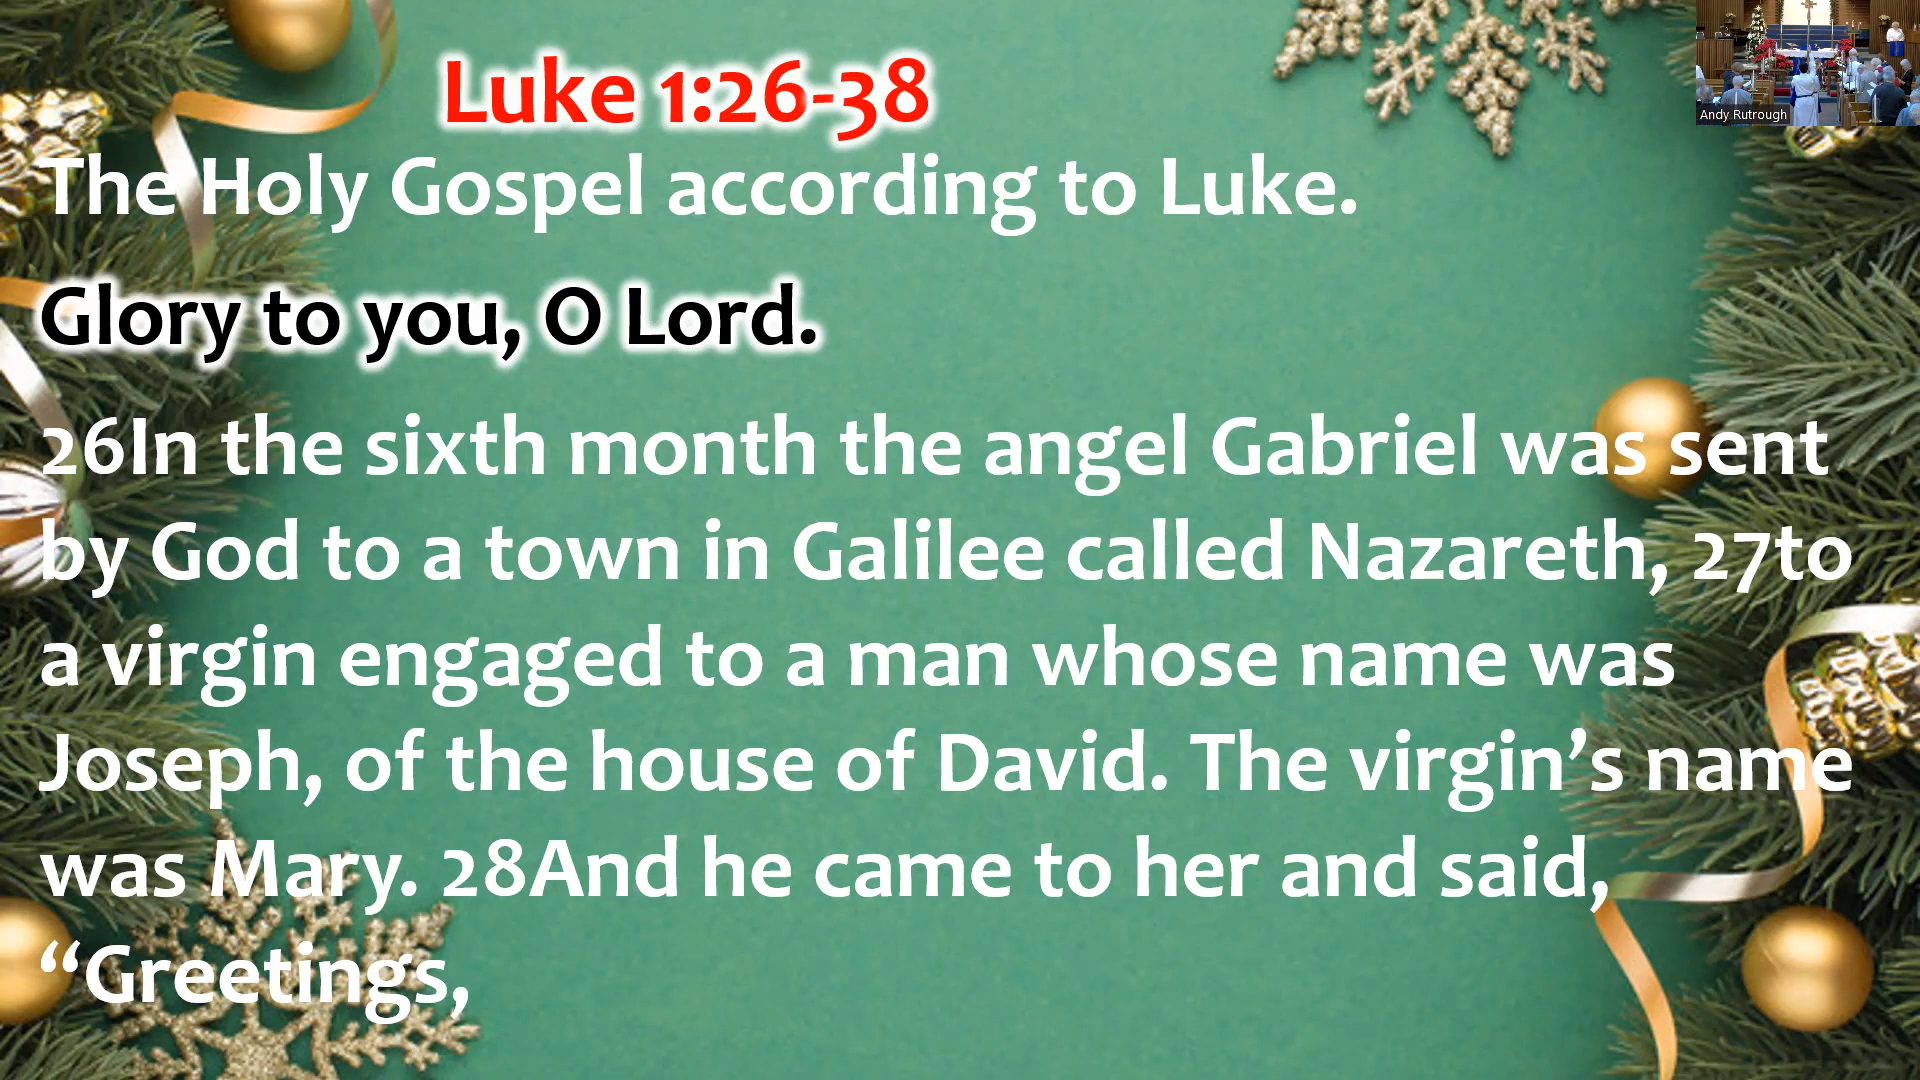 Luke 1:26-38
Andy Rutrough
The Holy Gospel according to Luke.
Glory to you, O Lord.
26In the sixth month the angel Gabriel was sent
by God to a town in Galilee called Nazareth, 27to
a virgin engaged to a man whose name was
Joseph, of the house of David. The virgin’s name
was Mary. 28And he came to her and said,
“Greetings,